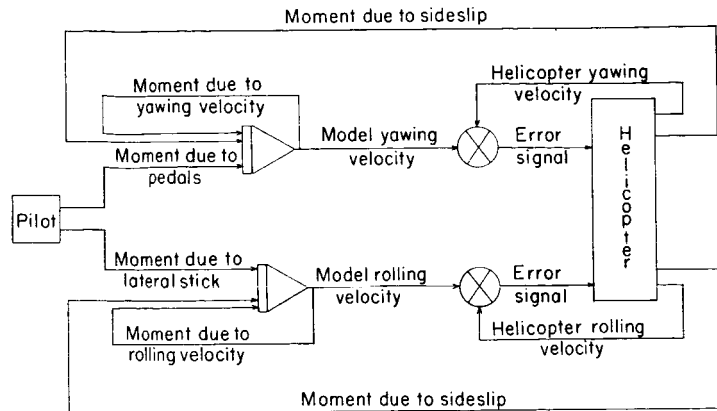 Moment due to sideslip
Moment due to
yawing velocity
Helicopter yawing
velocity
Moment due to
pedals
Model yawing
velocity
Error
signal
Helicopter
Pilot
Moment due to
lateral stick
Model rolling
velocity
Error
signal
Moment due to
rolling velocity
Helicopter rolling
velocity
Moment due to sideslip